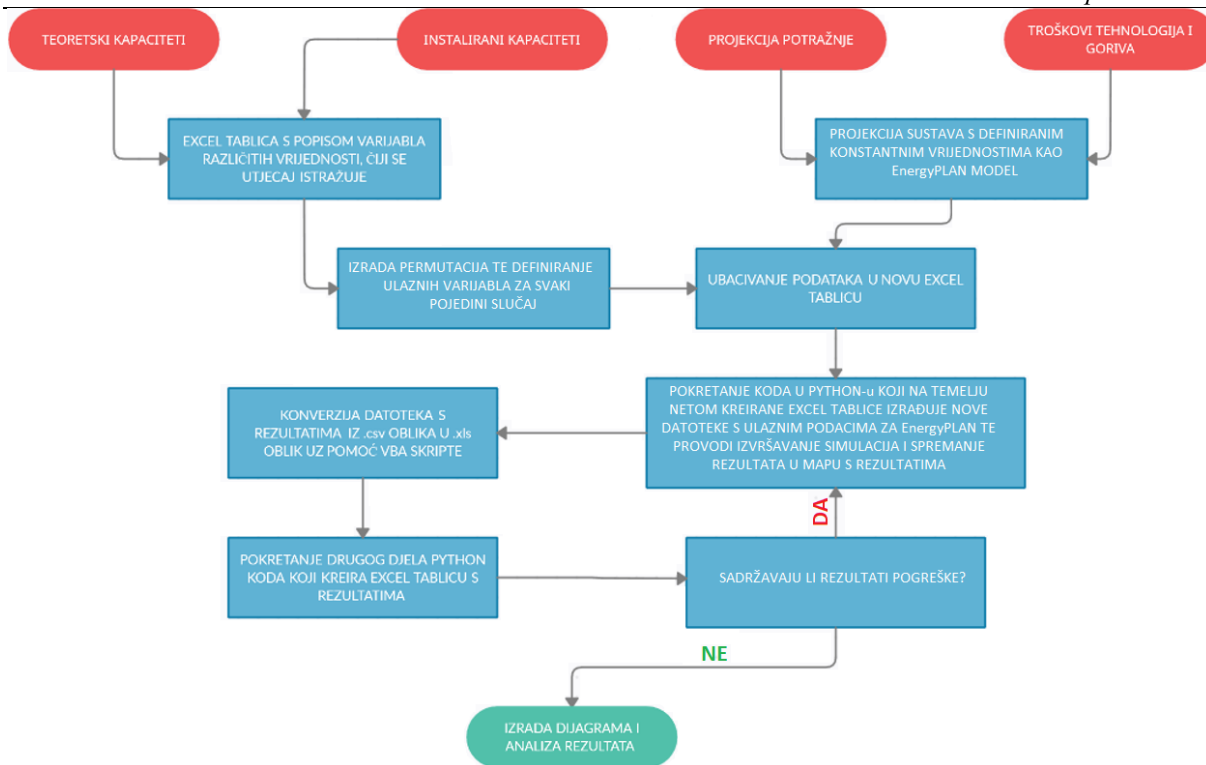 TEORETSKI KAPACITETI
INSTALIRANI KAPACITETI
PROJEKCIJA POTRAŽNJE
TROŠKOVI TEHNOLOGIJA I
GORIVA
EXCEL TABLICA S POPISOM VARIJABLA
RAZLIČITIH VRIJEDNOSTI, ČIJI SE
UTJECAJ ISTRAŽUJE
PROJEKCIJA SUSTAVA S DEFINIRANIM
KONSTANTNIM VRIJEDNOSTIMA KAO
EnergyPLAN MODEL
IZRADA PERMUTACIJA TE DEFINIRANJE
ULAZNIH VARIJABLA ZA SVAKI
POJEDINI SLUČAJ
UBACIVANJE PODATAKA U NOVU EXCEL
TABLICU
POKRETANJE KODA U PYTHON-u KOJI NA TEMELJU
NETOM KREIRANE EXCEL TABLICE IZRAĐUJE NOVE
DATOTEKE S ULAZNIM PODACIMA ZA EnergyPLAN TE
PROVODI IZVRŠAVANJE SIMULACIJA I SPREMANJE
REZULTATA U MAPU S REZULTATIMA
KONVERZIJA DATOTEKA S
REZULTATIMA IZ .csv OBLIKA U .xls
OBLIK UZ POMOĆ VBA SKRIPTE
DA
POKRETANJE DRUGOG DJELA PYTHON
KODA KOJI KREIRA EXCEL TABLICU S
REZULTATIMA
SADRŽAVAJU LI REZULTATI POGREŠKE?
NE
IZRADA DIJAGRAMA I
ANALIZA REZULTATA